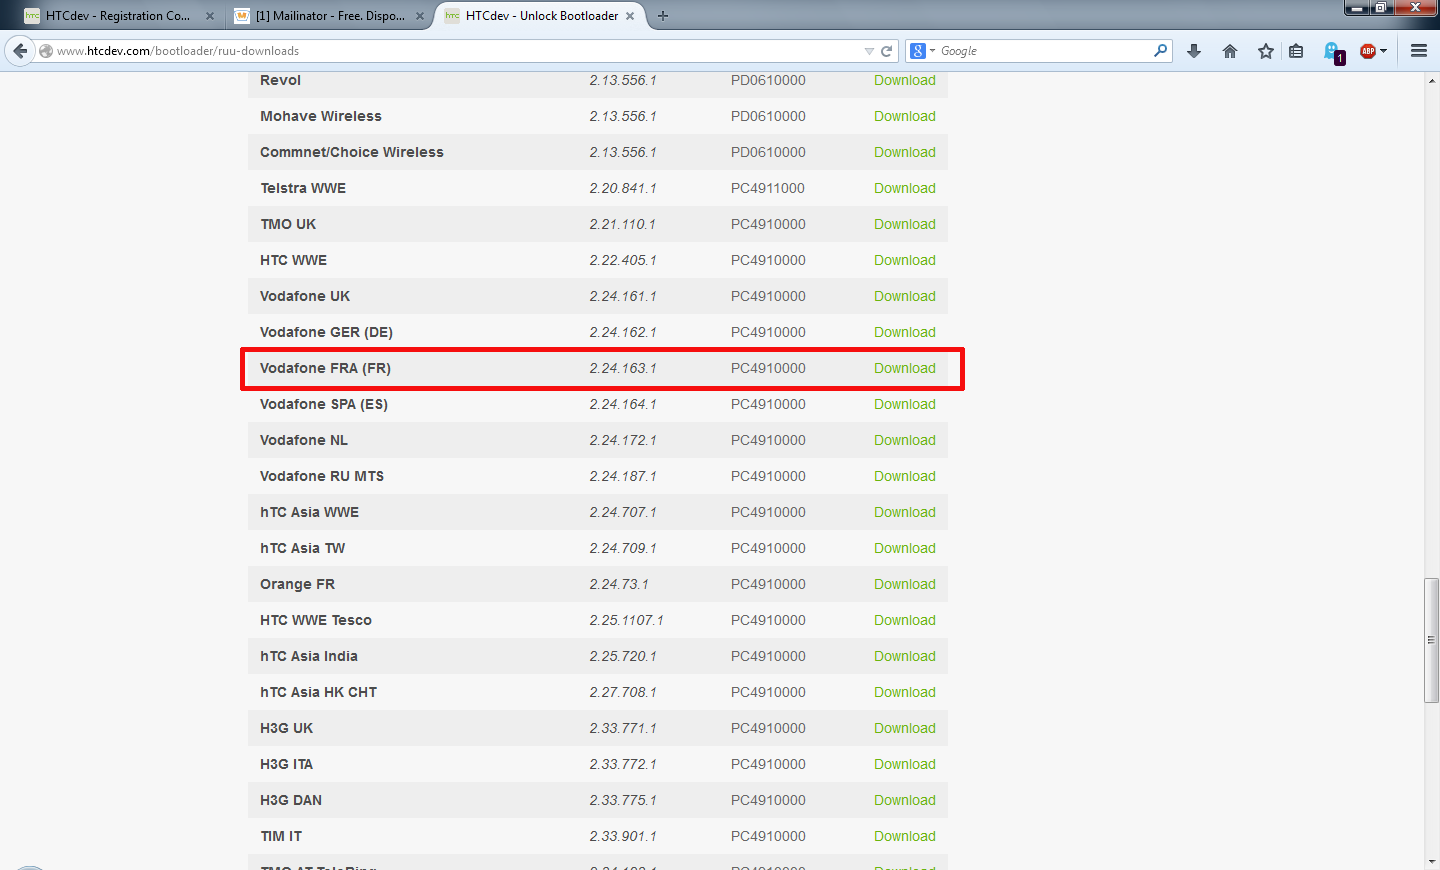 HTCdev - Registration Co...
[1] Mailinator - Free. Dispo...
HTCdev - Unlock Bootloader
www.htcdev.com/bootloader/ruu-downloads
Google
1
ABP
Revol 2.13.556.1 PD0610000 Download
Mohave Wireless 2.13.556.1 PD0610000 Download
Commnet/Choice Wireless 2.13.556.1 PD0610000 Download
Telstra WWE 2.20.841.1 PC4911000 Download
TMO UK 2.21.110.1 PC4910000 Download
HTC WWE 2.22.405.1 PC4910000 Download
Vodafone UK 2.24.161.1 PC4910000 Download
Vodafone GER (DE) 2.24.162.1 PC4910000 Download
Vodafone FRA (FR) 2.24.163.1 PC4910000 Download
Vodafone SPA (ES) 2.24.164.1 PC4910000 Download
Vodafone NL 2.24.172.1 PC4910000 Download
Vodafone RU MTS 2.24.187.1 PC4910000 Download
hTC Asia WWE 2.24.707.1 PC4910000 Download
hTC Asia TW 2.24.709.1 PC4910000 Download
Orange FR 2.24.73.1 PC4910000 Download
HTC WWE Tesco 2.25.1107.1 PC4910000 Download
hTC Asia India 2.25.720.1 PC4910000 Download
hTC Asia HK CHT 2.27.708.1 PC4910000 Download
H3G UK 2.33.771.1 PC4910000 Download
H3G ITA 2.33.772.1 PC4910000 Download
H3G DAN 2.33.775.1 PC4910000 Download
TIM IT 2.33.901.1 PC4910000 Download